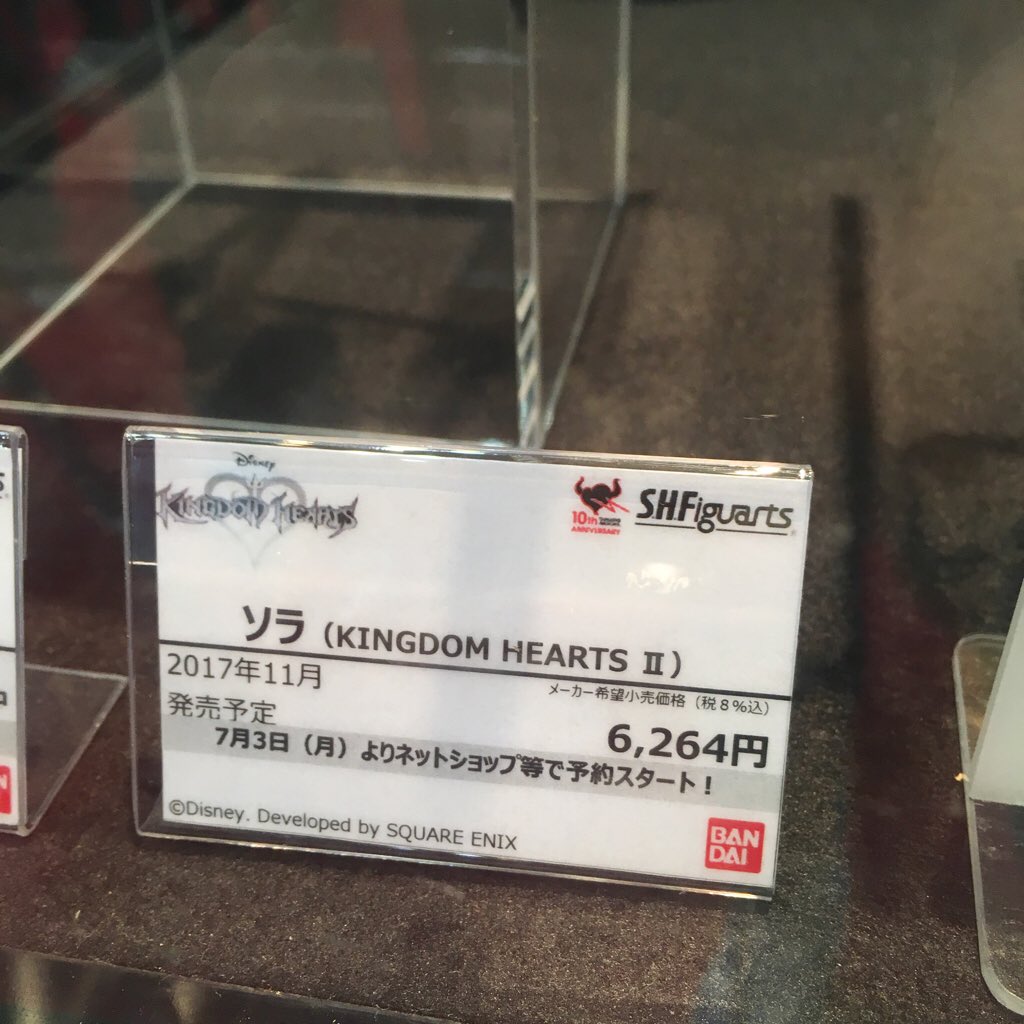 Disney
KINGDOM HEARTS
10th
ANNIVERSARY
S.H.Figuarts
ソラ（KINGDOM HEARTS Ⅱ）
2017年11月
発売予定
メーカー希望小売価格（税８％込）
6,264円
7月3日（月）よりネットショップ等で予約スタート！
©Disney. Developed by SQUARE ENIX
BAN
DAI